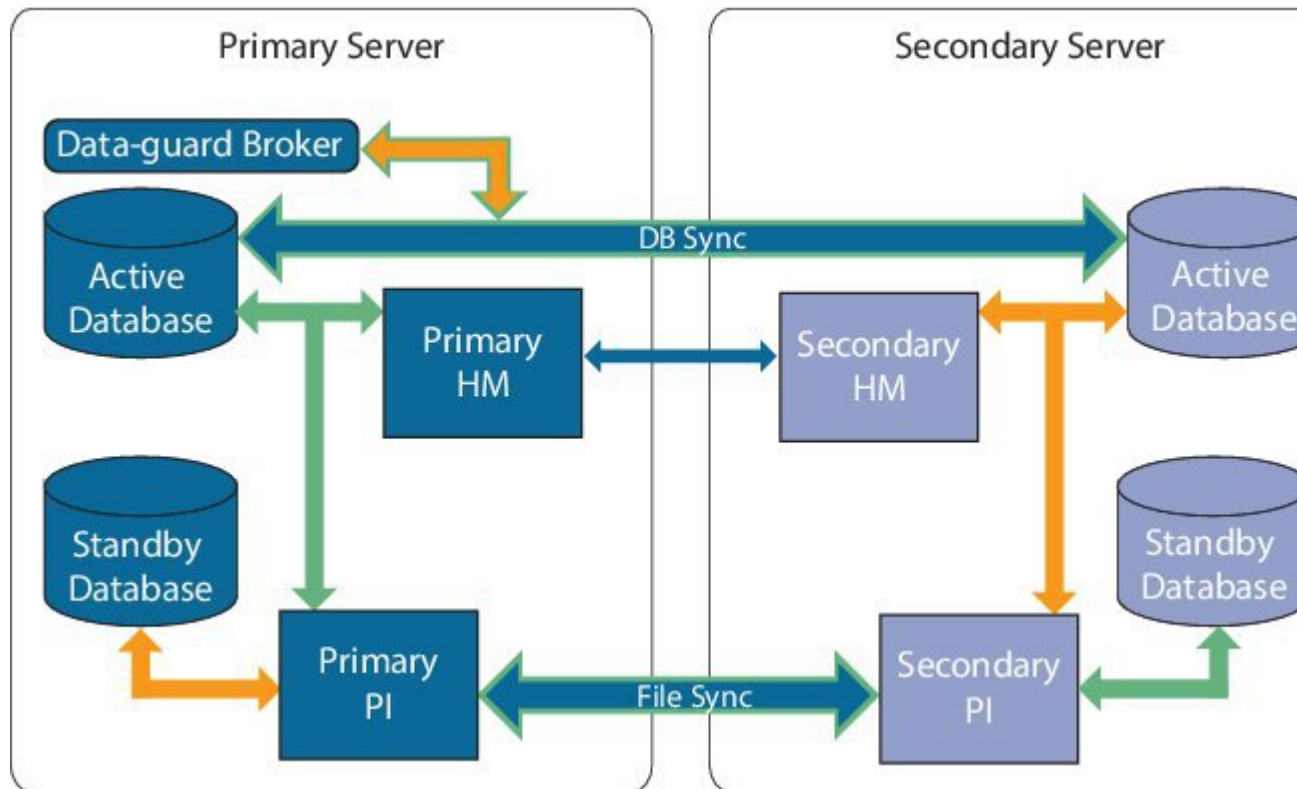 Primary Server
Secondary Server
Data-guard Broker
DB Sync
Active
Database
Active
Database
Primary
HM
Secondary
HM
Standby
Database
Standby
Database
Primary
PI
File Sync
Secondary
PI